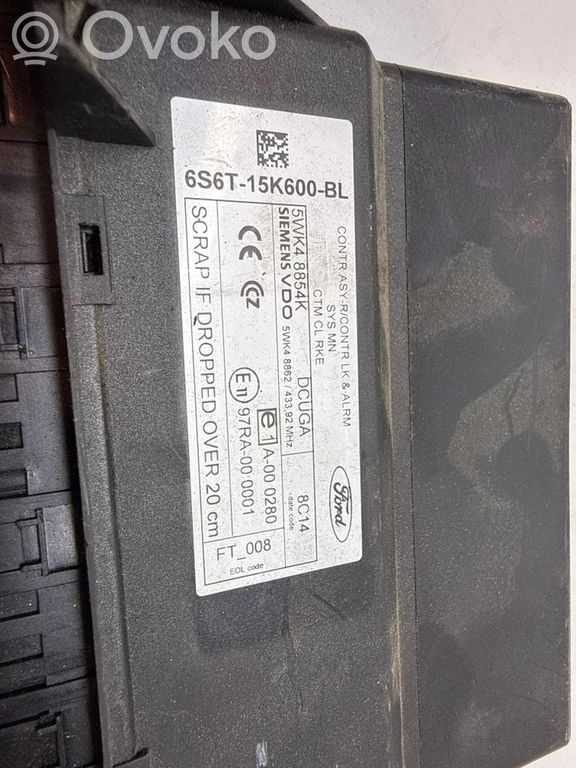 Ovoko
6S6T-15K600-BL
CONTR ASY-R/CONTR LK & ALRM
SYS MN
CTM CL RKE
5WK4 8854K DCUGA 8C14
date code
SIEMENS VDO 5WK4 8862 / 433,92 MHz
Ford
CE CZ e1 A-00 0280
E11 97RA-00 0001
SCRAP IF DROPPED OVER 20 cm
FT_008
EOL code